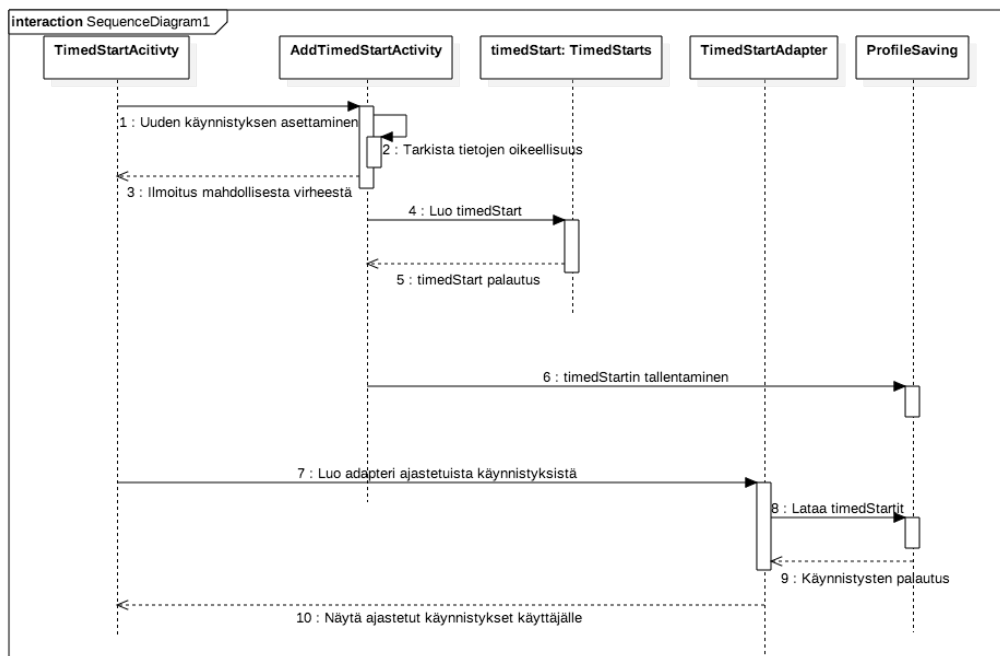 interaction SequenceDiagram1
TimedStartAcitivty
AddTimedStartActivity
timedStart: TimedStarts
TimedStartAdapter
ProfileSaving
1 : Uuden käynnistyksen asettaminen
2 : Tarkista tietojen oikeellisuus
3 : Ilmoitus mahdollisesta virheestä
4 : Luo timedStart
5 : timedStart palautus
6 : timedStartin tallentaminen
7 : Luo adapteri ajastetuista käynnistyksistä
8 : Lataa timedStartit
9 : Käynnistysten palautus
10 : Näytä ajastetut käynnistykset käyttäjälle